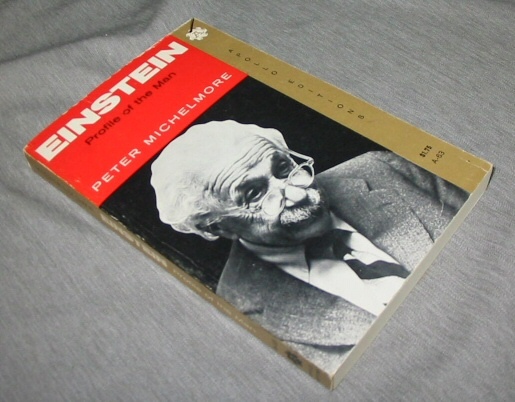 EINSTEIN
Profile of the Man
PETER MICHELMORE
APOLLO EDITIONS
$1.75
A-63